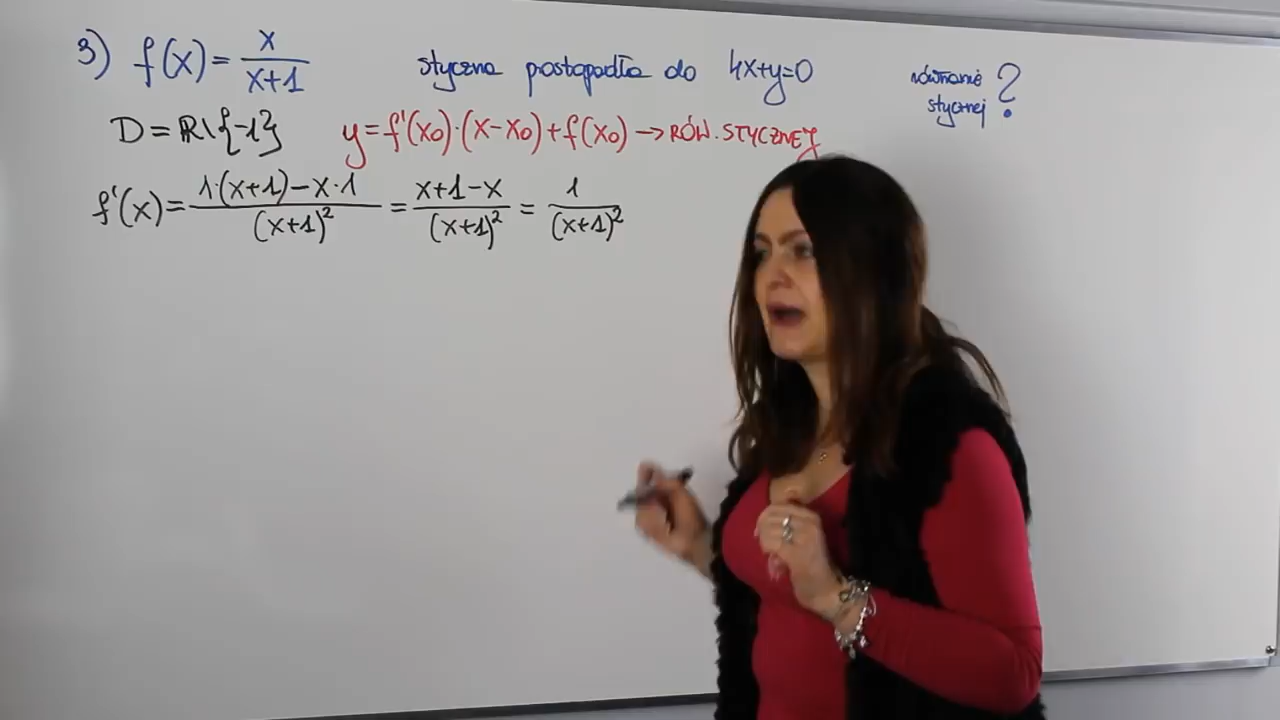 3) f(x)=x/(x+1) styczna prostopadła do 4x+y=0 równanie stycznej ?
D=ℝ\{-1} y=f'(x₀)·(x-x₀)+f(x₀)→RÓW. STYCZNEJ
f'(x)=(1·(x+1)-x·1)/(x+1)²=(x+1-x)/(x+1)²=1/(x+1)²